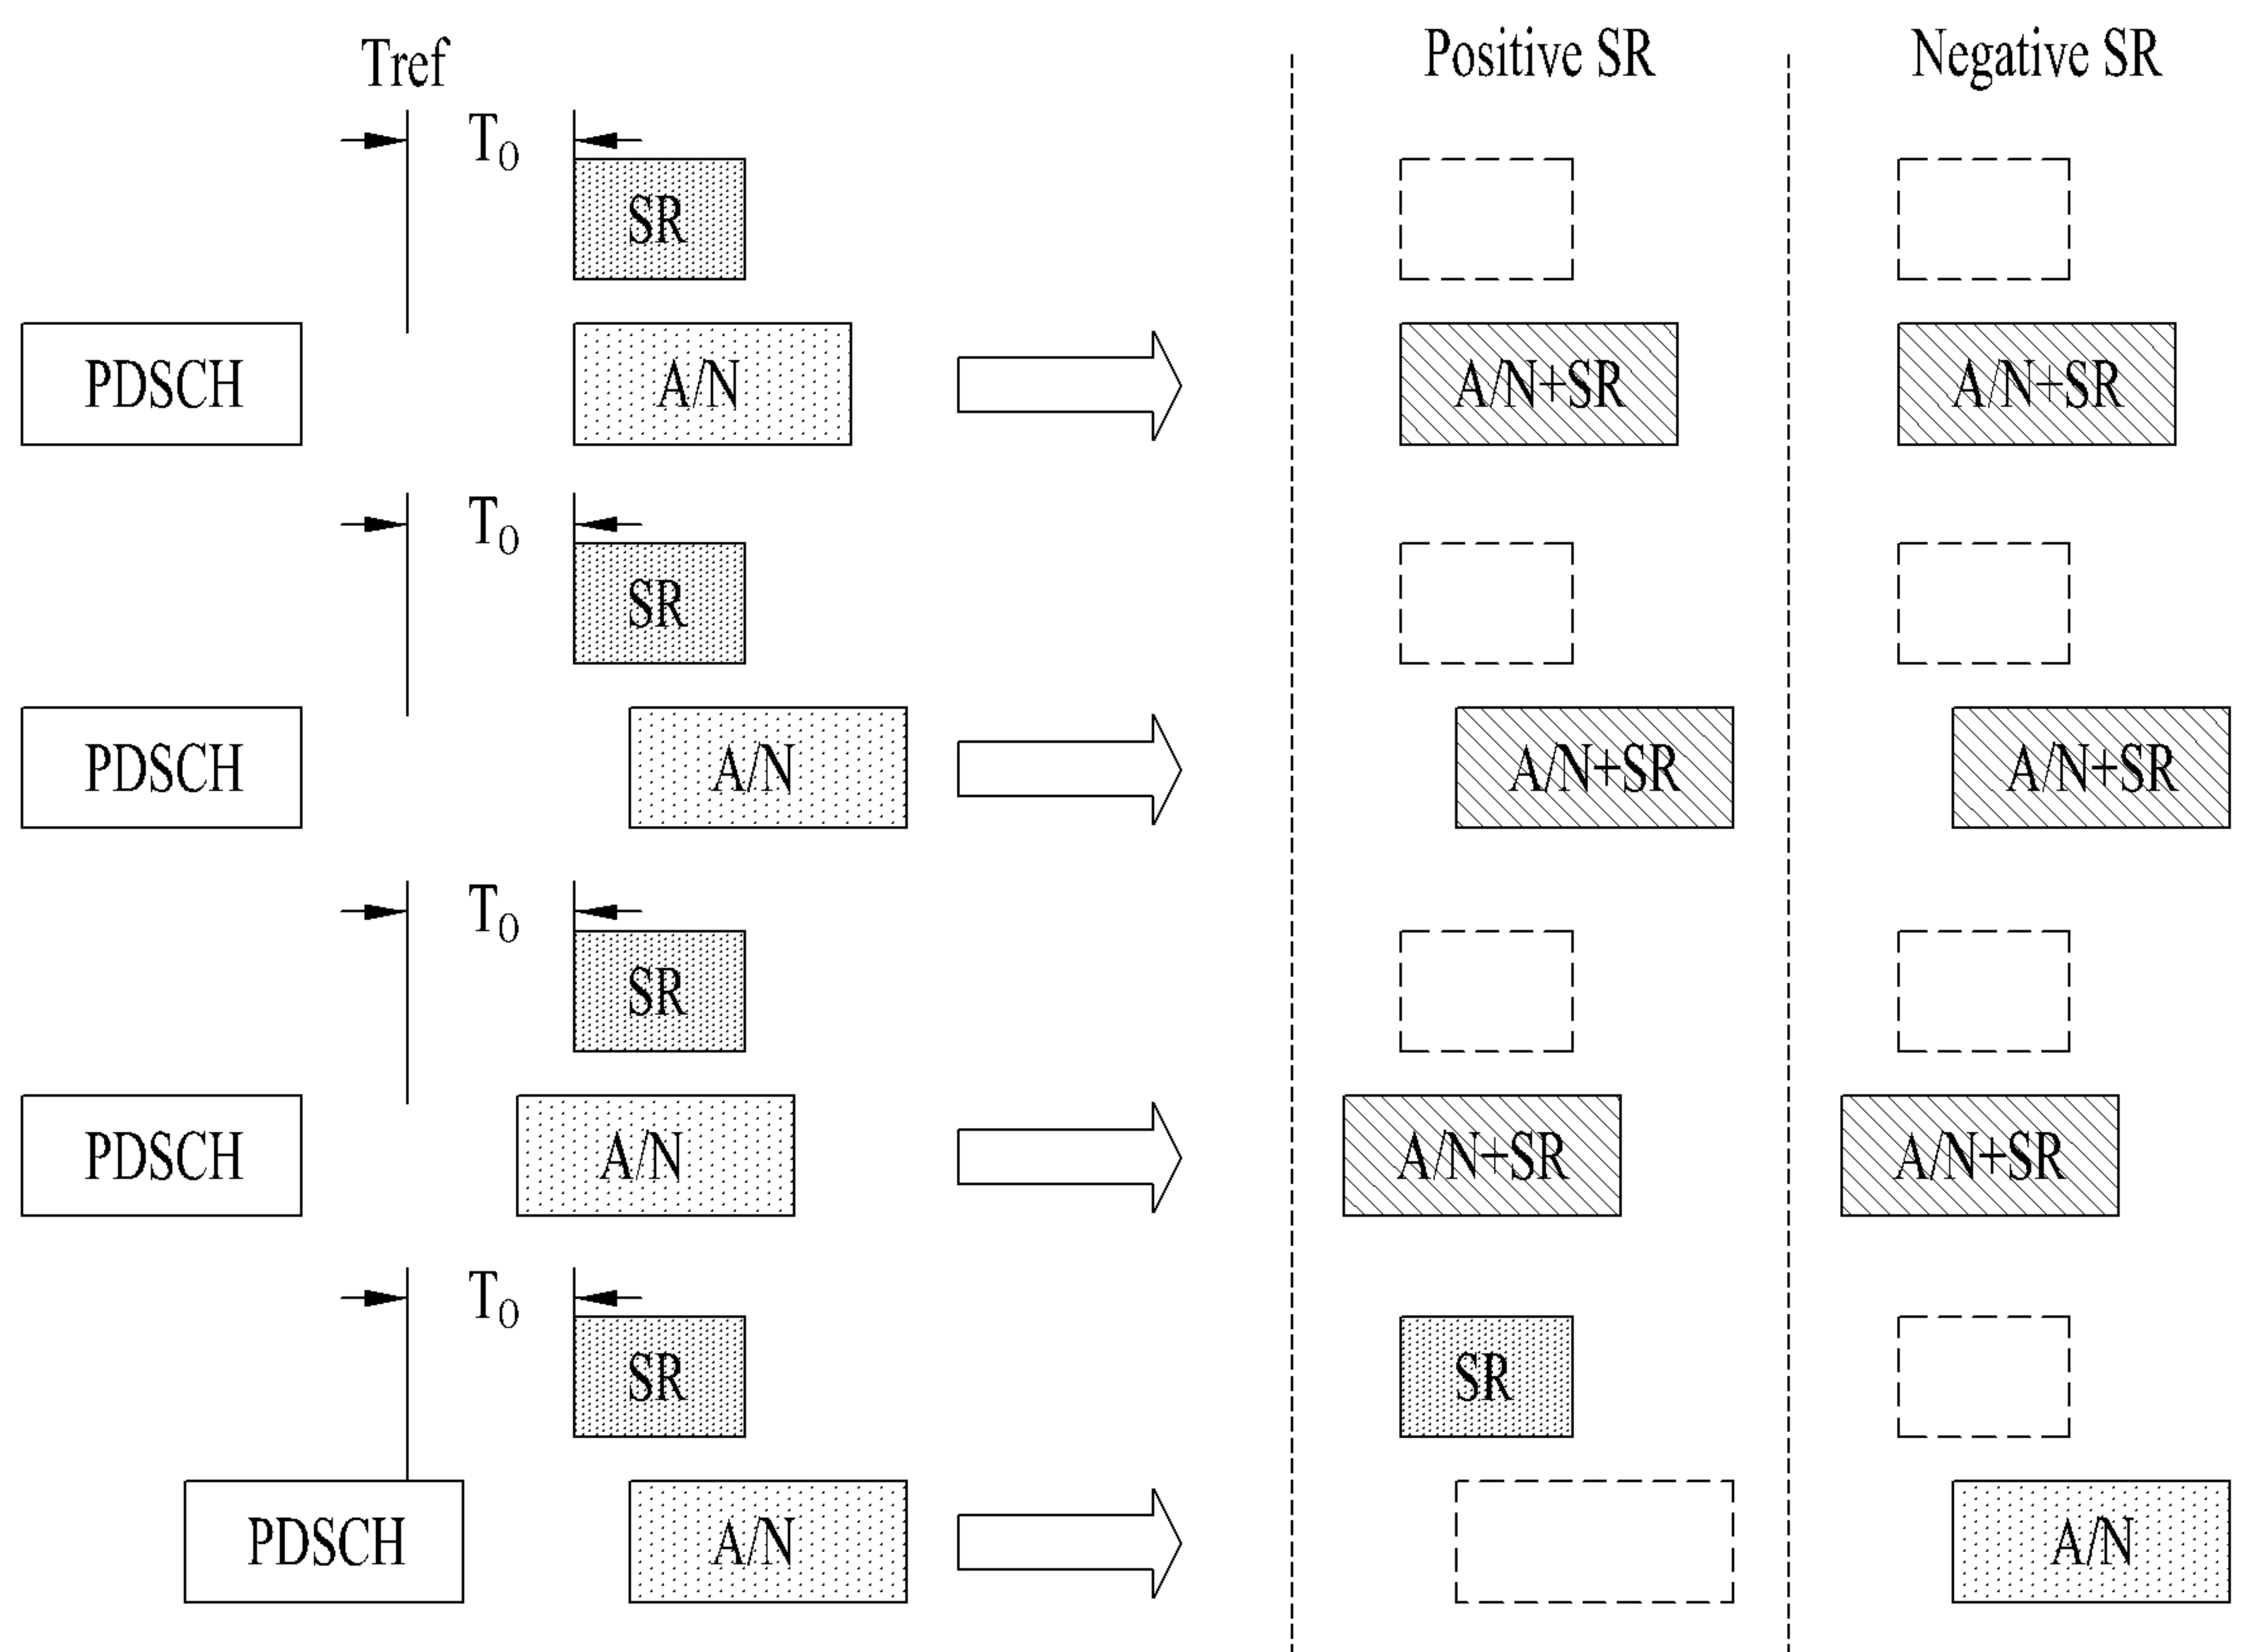 Tref Positive SR Negative SR
T₀
SR
PDSCH A/N A/N+SR A/N+SR
T₀
SR
PDSCH A/N A/N+SR A/N+SR
T₀
SR
PDSCH A/N A/N+SR A/N+SR
T₀
SR SR
PDSCH A/N A/N